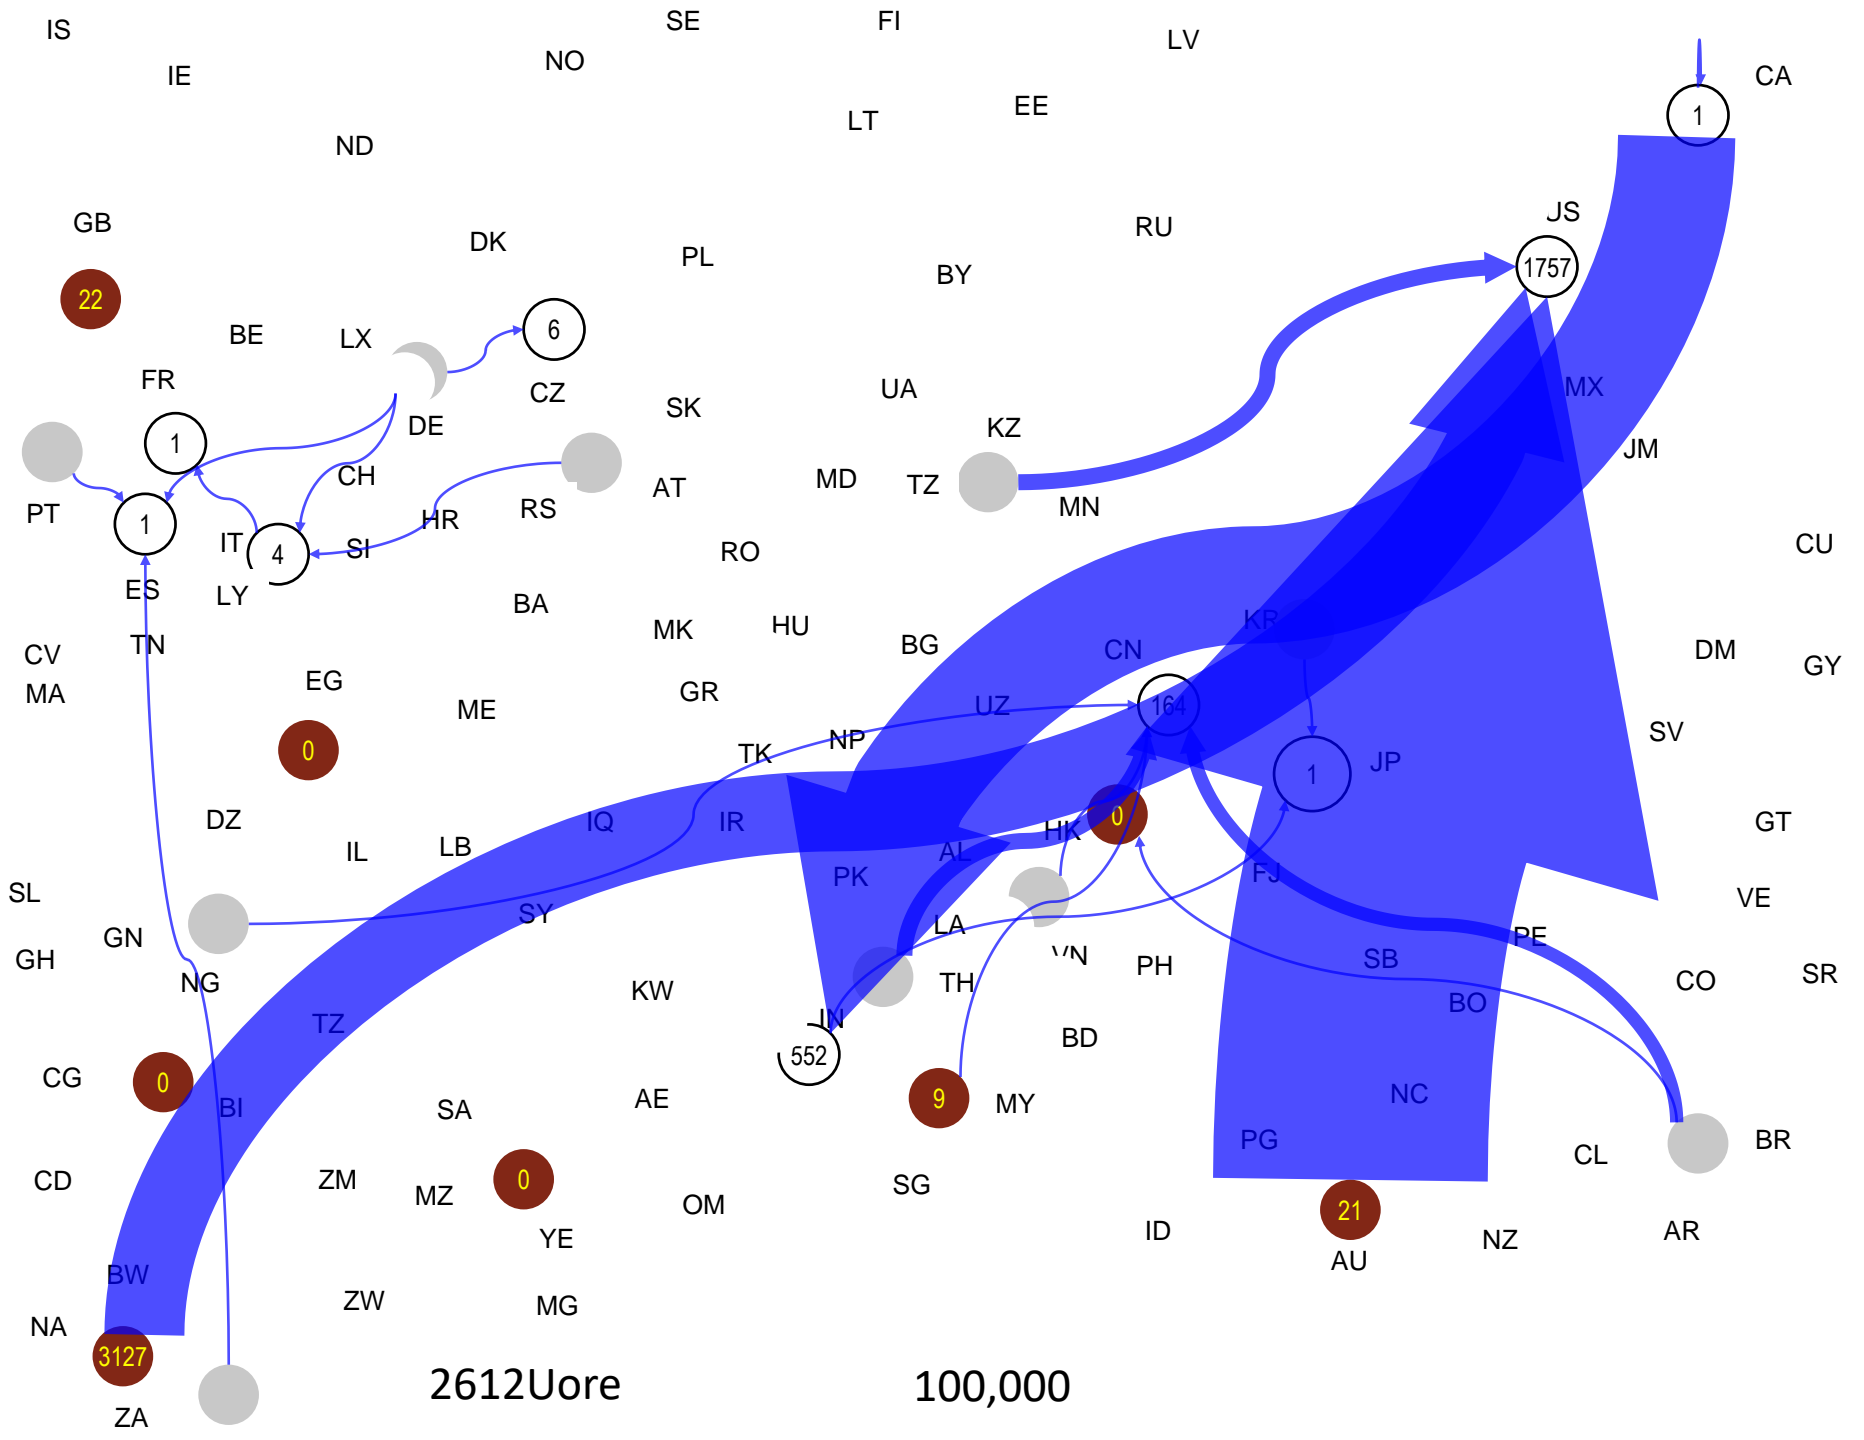 IS
SE
FI
LV
NO
IE
CA
EE
1
LT
ND
JS
GB
RU
DK
PL
1757
BY
22
6
BE
LX
FR
UA
MX
CZ
SK
DE
KZ
1
JM
CH
MD
AT
TZ
MN
RS
PT
HR
1
IT
4
SI
RO
CU
ES
LY
BA
KR
HU
MK
TN
BG
CN
DM
CV
GY
EG
MA
GR
UZ
164
ME
SV
NP
0
TK
JP
1
DZ
IQ
IR
0
GT
HK
LB
IL
AL
PK
FJ
SL
VE
SY
LA
GN
PE
VN
GH
SB
PH
SR
NG
TH
CO
KW
BO
IN
TZ
BD
552
CG
0
NC
AE
9
MY
BI
SA
PG
BR
CL
CD
ZM
0
SG
MZ
OM
21
ID
AR
YE
NZ
AU
BW
ZW
MG
NA
3127
2612Uore
100,000
ZA